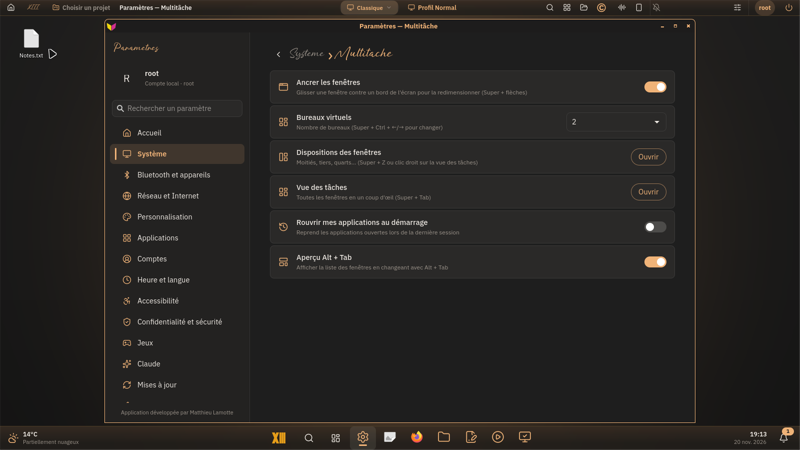 Choisir un projet
Paramètres — Multitâche
Classique
Profil Normal
root
Notes.txt
Paramètres — Multitâche
Paramètres
R
root
Compte local · root
Rechercher un paramètre
Accueil
Système
Bluetooth et appareils
Réseau et Internet
Personnalisation
Applications
Comptes
Heure et langue
Accessibilité
Confidentialité et sécurité
Jeux
Claude
Mises à jour
Application développée par Matthieu Lamotte
Système › Multitâche
Ancrer les fenêtres
Glisser une fenêtre contre un bord de l'écran pour la redimensionner (Super + flèches)
Bureaux virtuels
Nombre de bureaux (Super + Ctrl + ←/→ pour changer)
2
Dispositions des fenêtres
Moitiés, tiers, quarts… (Super + Z ou clic droit sur la vue des tâches)
Ouvrir
Vue des tâches
Toutes les fenêtres en un coup d'œil (Super + Tab)
Ouvrir
Rouvrir mes applications au démarrage
Reprend les applications ouvertes lors de la dernière session
Aperçu Alt + Tab
Afficher la liste des fenêtres en changeant avec Alt + Tab
14°C
Partiellement nuageux
XIII
19:13
20 nov. 2026
1